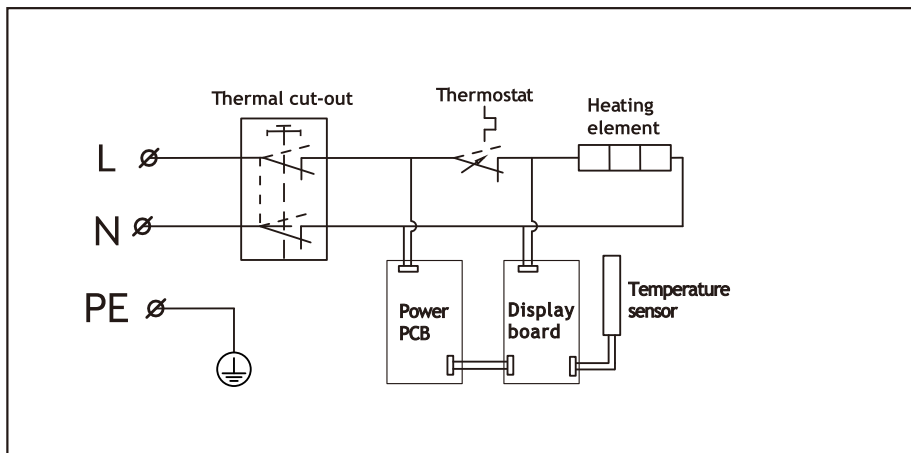 Thermal cut-out
Thermostat
Heating
element
L
N
PE
Power
PCB
Display
board
Temperature
sensor